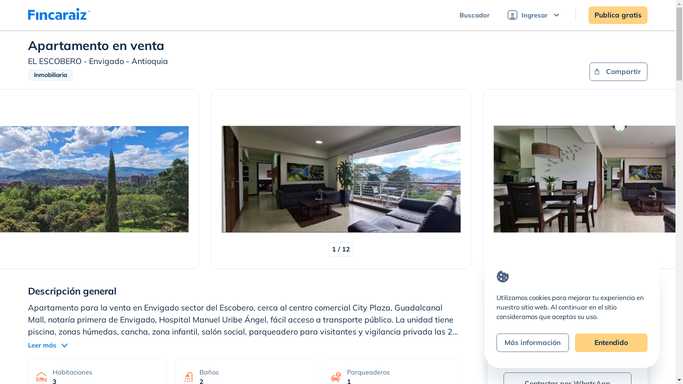 Fincaraiz
Buscador
Ingresar
Publica gratis
Apartamento en venta
EL ESCOBERO - Envigado - Antioquia
Inmobiliaria
Compartir
1 / 12
Descripción general
Apartamento para la venta en Envigado sector del Escobero, cerca al centro comercial City Plaza, Guadalcanal
Mall, notaria primera de Envigado, Hospital Manuel Uribe Ángel, fácil acceso a transporte público. La unidad tiene
piscina, zonas húmedas, cancha, zona infantil, salón social, parqueadero para visitantes y vigilancia privada las 2...
Leer más
Habitaciones
3
Baños
2
Parqueaderos
1
Utilizamos cookies para mejorar tu experiencia en
nuestro sitio web. Al continuar en el sitio
consideramos que aceptas su uso.
Más información
Entendido
Contactar por WhatsApp